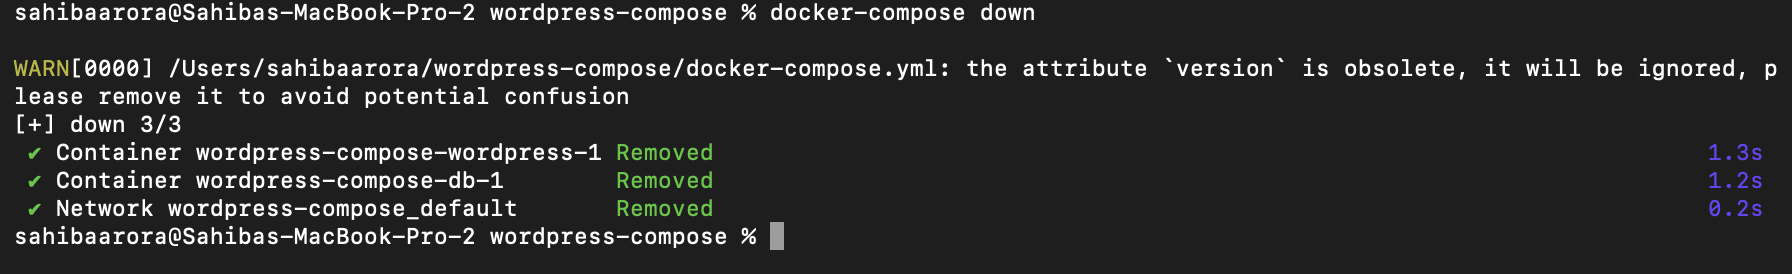 sahibaarora@Sahibas-MacBook-Pro-2 wordpress-compose % docker-compose down
WARN[0000] /Users/sahibaarora/wordpress-compose/docker-compose.yml: the attribute `version` is obsolete, it will be ignored, p
lease remove it to avoid potential confusion
[+] down 3/3
✔ Container wordpress-compose-wordpress-1 Removed 1.3s
✔ Container wordpress-compose-db-1 Removed 1.2s
✔ Network wordpress-compose_default Removed 0.2s
sahibaarora@Sahibas-MacBook-Pro-2 wordpress-compose %